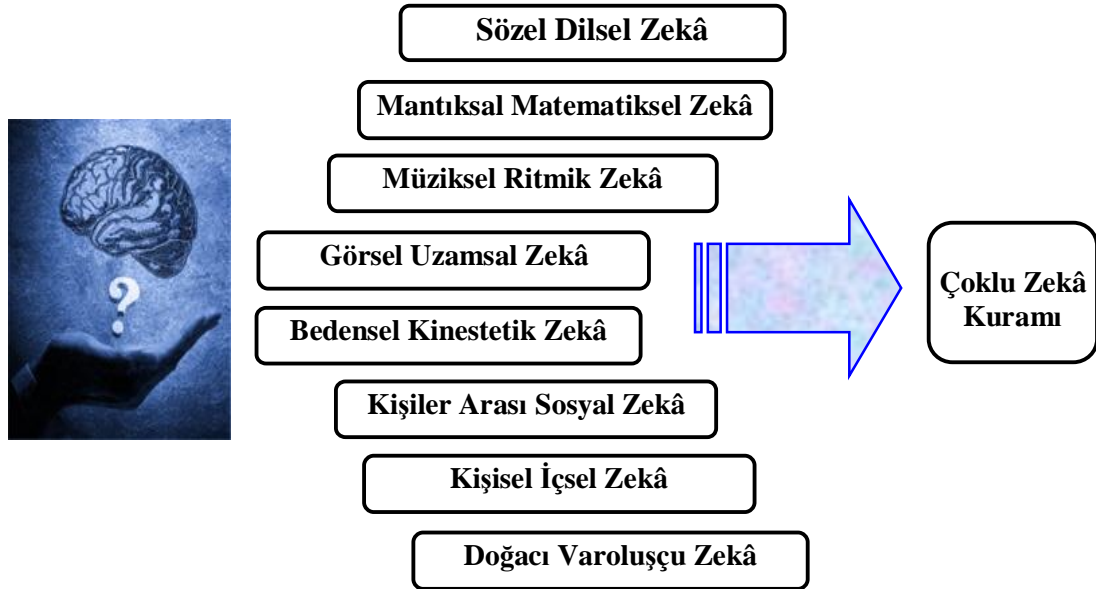 Sözel Dilsel Zekâ
Mantıksal Matematiksel Zekâ
Müziksel Ritmik Zekâ
Görsel Uzamsal Zekâ
Bedensel Kinestetik Zekâ
Kişiler Arası Sosyal Zekâ
Kişisel İçsel Zekâ
Doğacı Varoluşçu Zekâ
?
Çoklu Zekâ
Kuramı